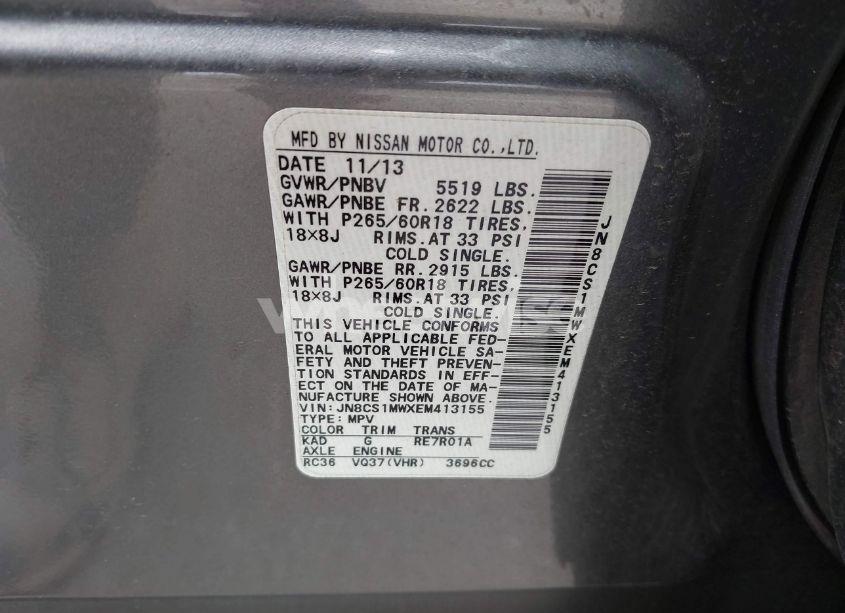 MFD BY NISSAN MOTOR CO.,LTD.
DATE 11/13
GVWR/PNBV 5519 LBS.
GAWR/PNBE FR. 2622 LBS.
WITH P265/60R18 TIRES,
18×8J RIMS. AT 33 PSI
COLD SINGLE.
GAWR/PNBE RR. 2915 LBS.
WITH P265/60R18 TIRES,
18×8J RIMS. AT 33 PSI
COLD SINGLE.
THIS VEHICLE CONFORMS
TO ALL APPLICABLE FED-
ERAL MOTOR VEHICLE SA-
FETY AND THEFT PREVEN-
TION STANDARDS IN EFF-
ECT ON THE DATE OF MA-
NUFACTURE SHOWN ABOVE.
VIN: JN8CS1MWXEM413155
TYPE: MPV
COLOR TRIM TRANS
KAD G RE7R01A
AXLE ENGINE
RC36 VQ37(VHR) 3696CC
JN8CS1MWXEM413155